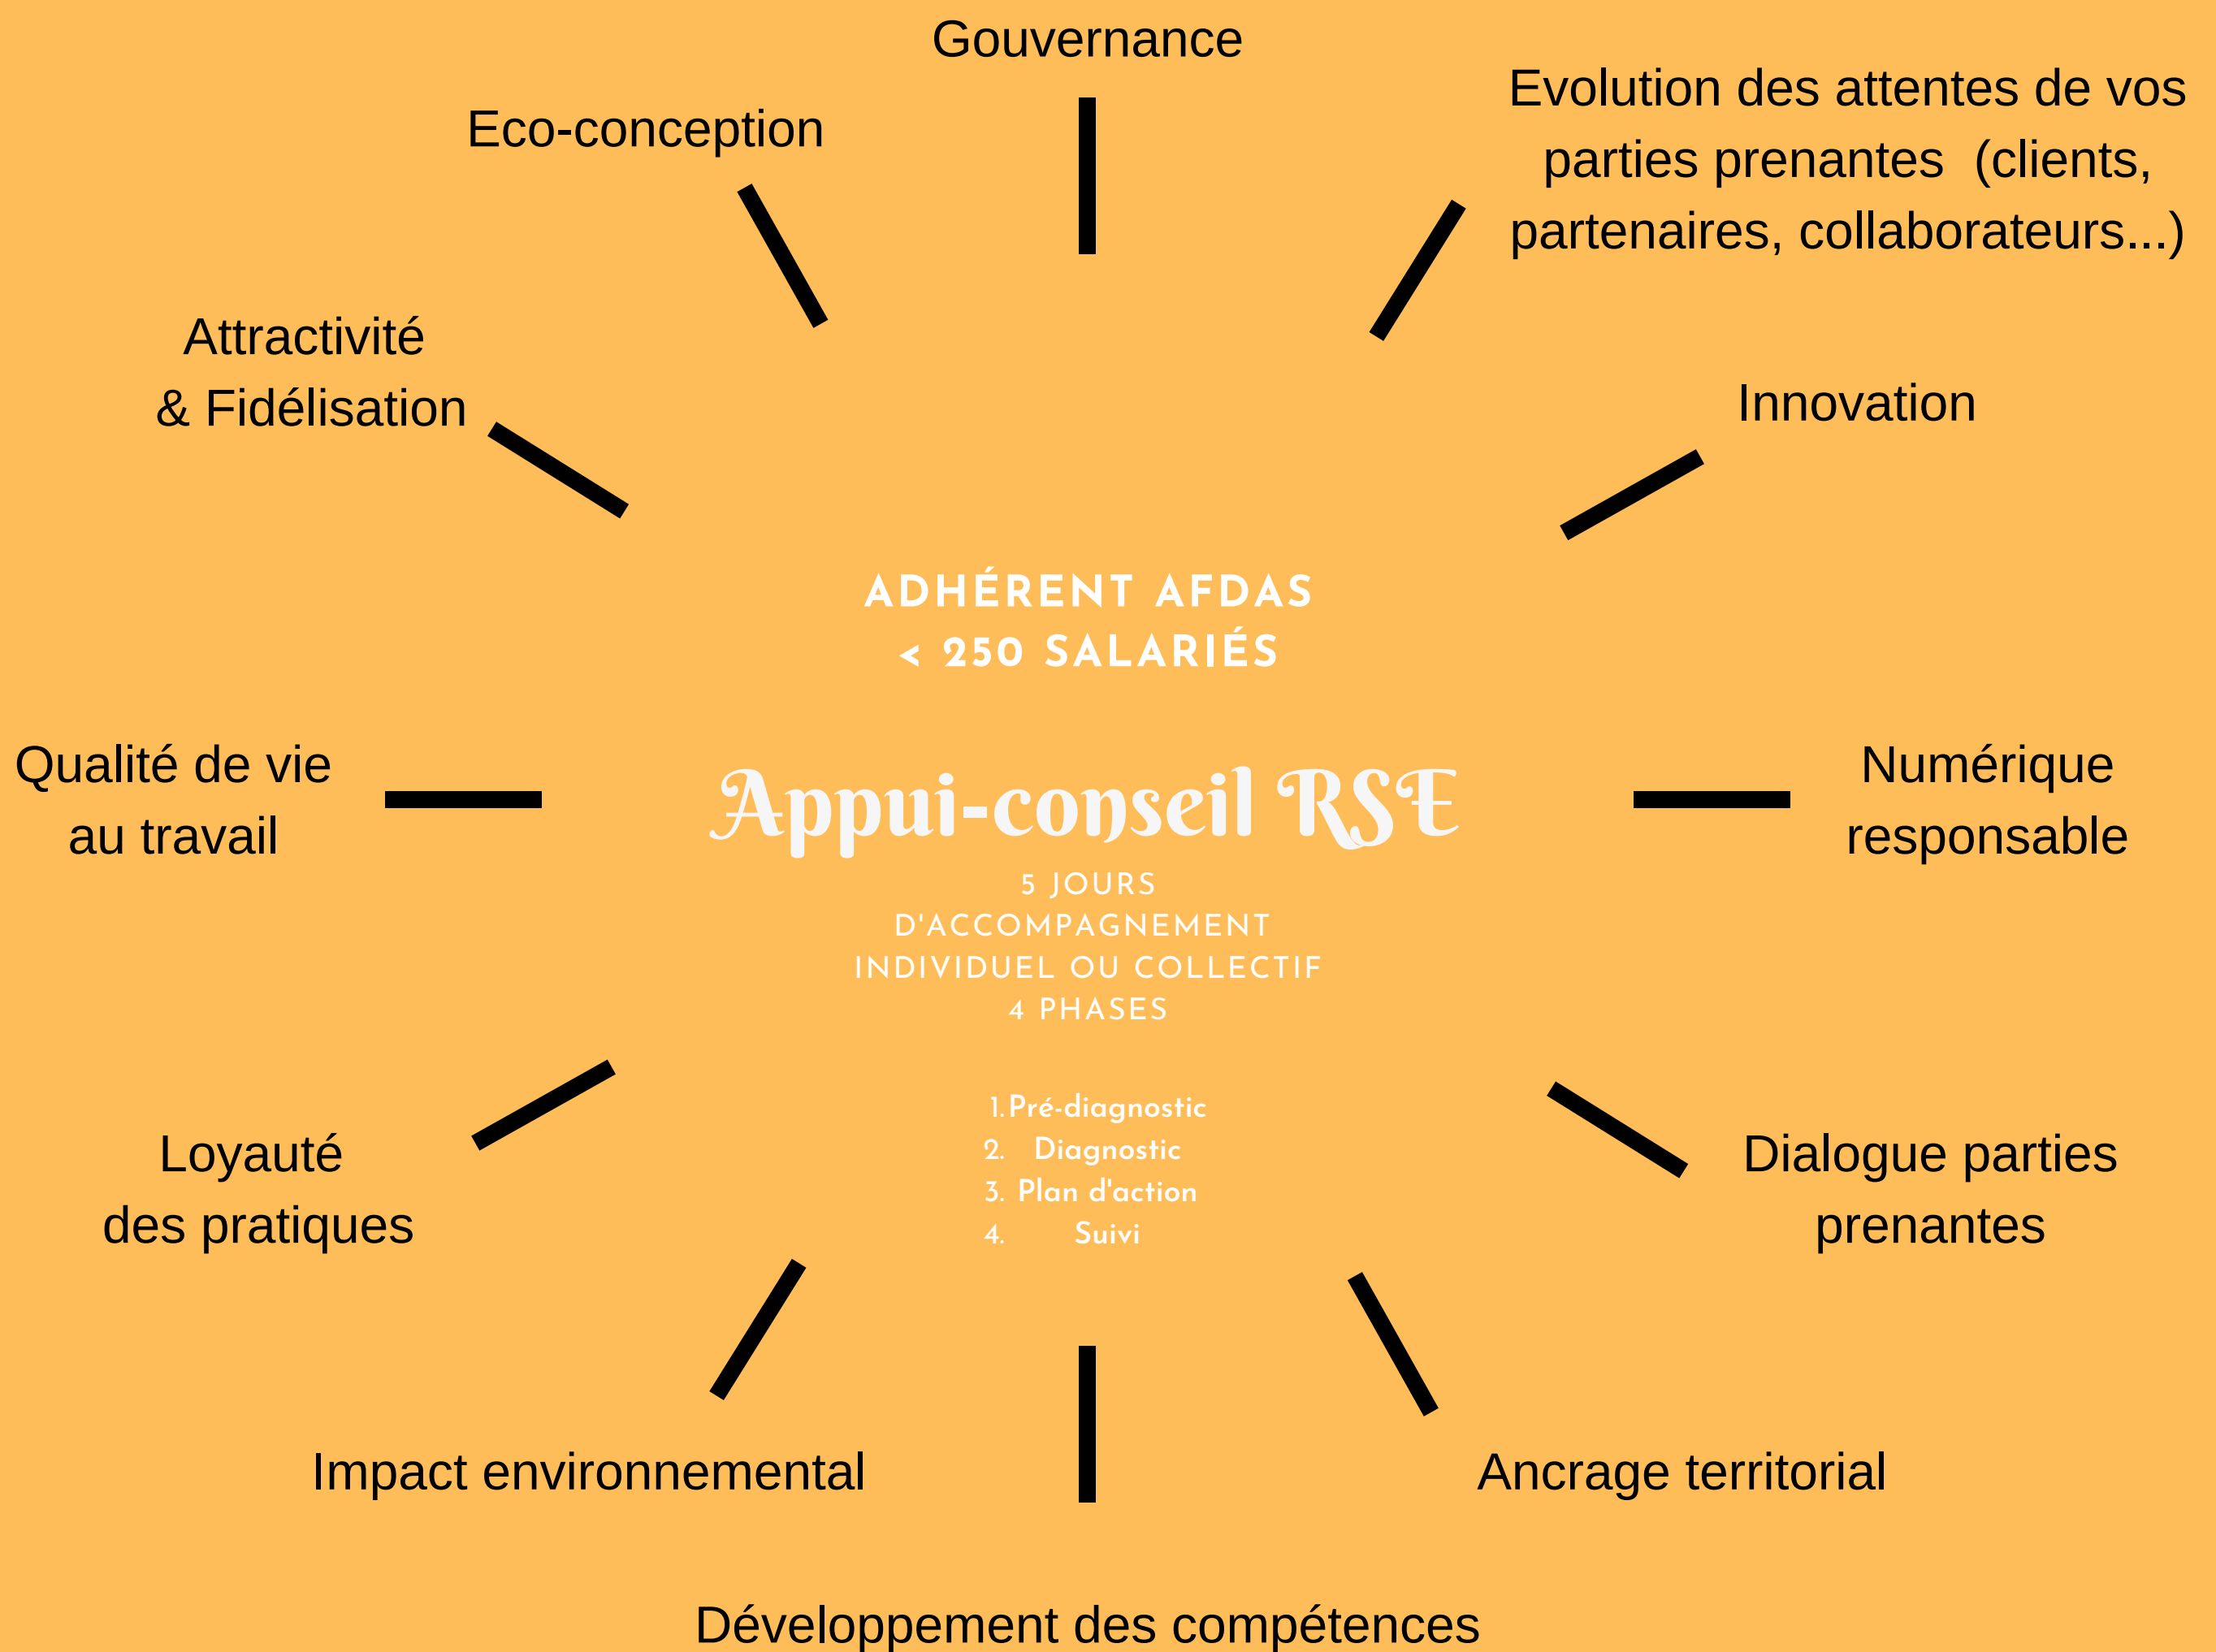 Gouvernance
Evolution des attentes de vos
parties prenantes  (clients,
partenaires, collaborateurs...)
Eco-conception
Attractivité
& Fidélisation
Innovation
ADHÉRENT AFDAS
< 250 SALARIÉS
Qualité de vie
au travail
Appui-conseil RSE
Numérique
responsable
5 JOURS
D'ACCOMPAGNEMENT
INDIVIDUEL OU COLLECTIF
4 PHASES
1. Pré-diagnostic
2. Diagnostic
3. Plan d'action
4. Suivi
Loyauté
des pratiques
Dialogue parties
prenantes
Impact environnemental
Ancrage territorial
Développement des compétences